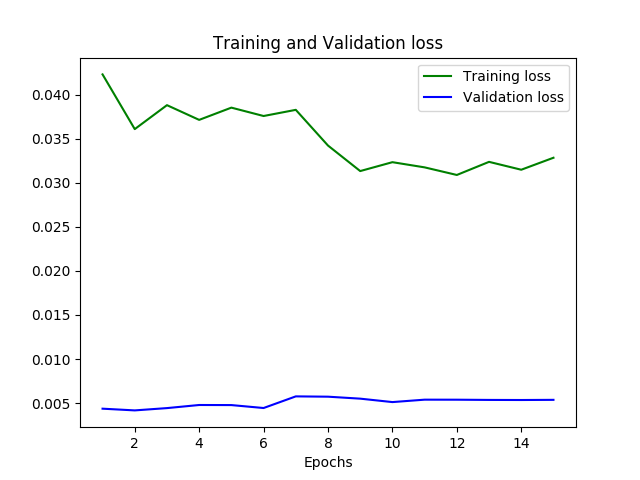 Training and Validation loss
Training loss
Validation loss
0.040
0.035
0.030
0.025
0.020
0.015
0.010
0.005
2 4 6 8 10 12 14
Epochs